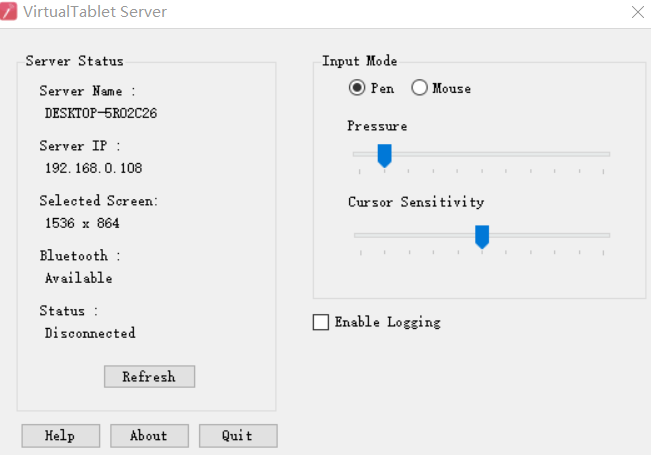 VirtualTablet Server
Server Status
Server Name :
DESKTOP-5RO2C26
Server IP :
192.168.0.108
Selected Screen:
1536 x 864
Bluetooth :
Available
Status :
Disconnected
Refresh
Help
About
Quit
Input Mode
Pen
Mouse
Pressure
Cursor Sensitivity
Enable Logging